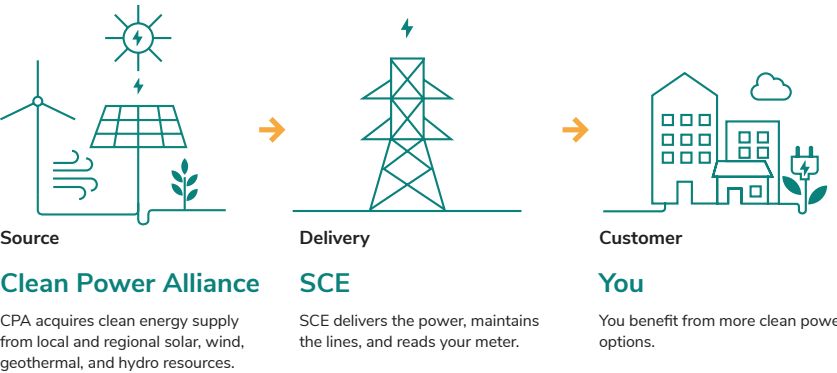 Source
Clean Power Alliance
CPA acquires clean energy supply
from local and regional solar, wind,
geothermal, and hydro resources.
Delivery
SCE
SCE delivers the power, maintains
the lines, and reads your meter.
Customer
You
You benefit from more clean powe
options.